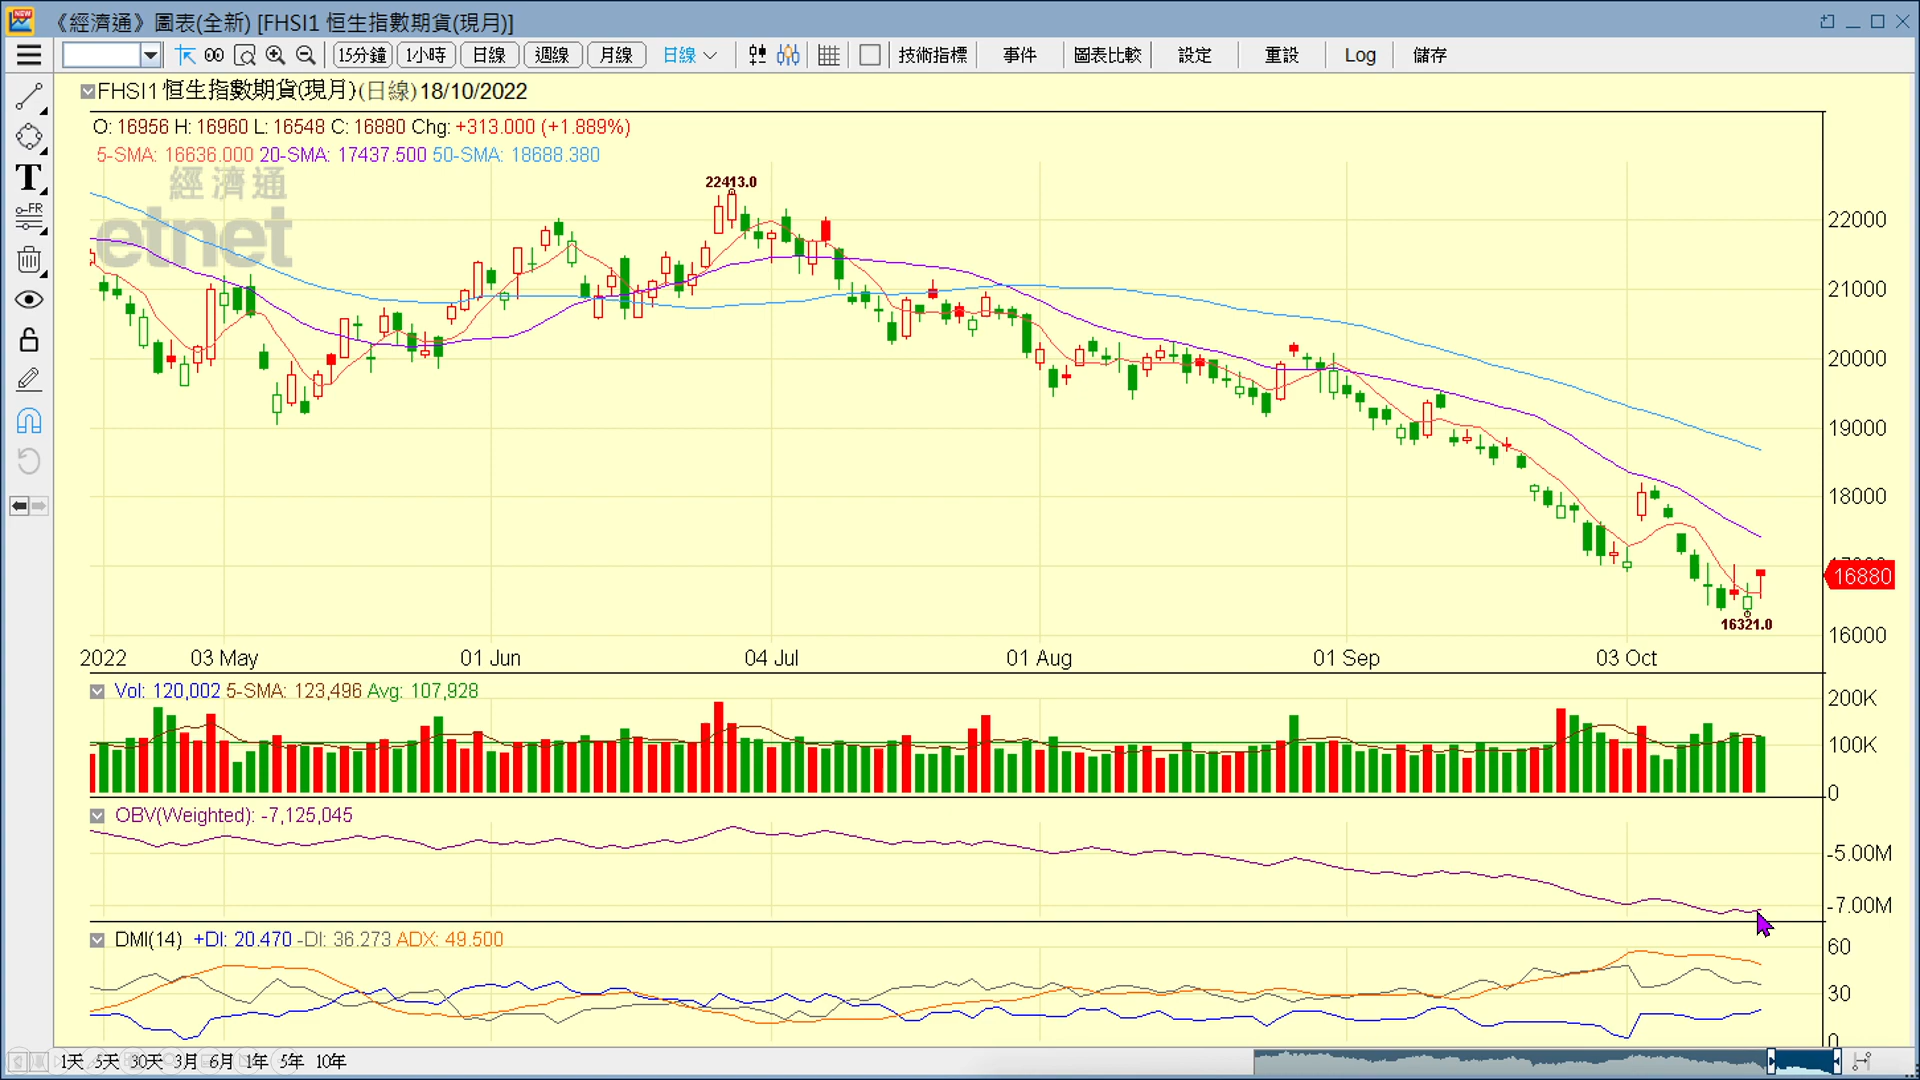 《經濟通》圖表(全新) [FHSI1 恒生指數期貨(現月)]
15分鐘 1小時 日線 週線 月線 日線 技術指標 事件 圖表比較 設定 重設 Log 儲存
FHSI1 恒生指數期貨(現月)(日線)18/10/2022
O: 16956 H: 16960 L: 16548 C: 16880 Chg: +313.000 (+1.889%)
5-SMA: 16636.000 20-SMA: 17437.500 50-SMA: 18688.380
經濟通
etnet
22413.0
22000
21000
20000
19000
18000
16880
16321.0
16000
2022 03 May 01 Jun 04 Jul 01 Aug 01 Sep 03 Oct
Vol: 120,002 5-SMA: 123,496 Avg: 107,928
200K
100K
0
OBV(Weighted): -7,125,045
-5.00M
-7.00M
DMI(14) +DI: 20.470 -DI: 36.273 ADX: 49.500
60
30
0
1天 5天 30天 3月 6月 1年 5年 10年
T
FR
NEW